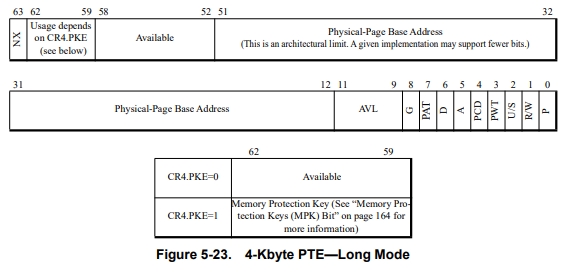 63 62 59 58 52 51 32
NX
Usage depends
on CR4.PKE
(see below)
Available
Physical-Page Base Address
(This is an architectural limit. A given implementation may support fewer bits.)
31 12 11 9 8 7 6 5 4 3 2 1 0
Physical-Page Base Address AVL G PAT D A PCD PWT U/S R/W P
62 59
CR4.PKE=0 Available
CR4.PKE=1
Memory Protection Key (See “Memory Pro-
tection Keys (MPK) Bit” on page 164 for
more information)
Figure 5-23. 4-Kbyte PTE—Long Mode